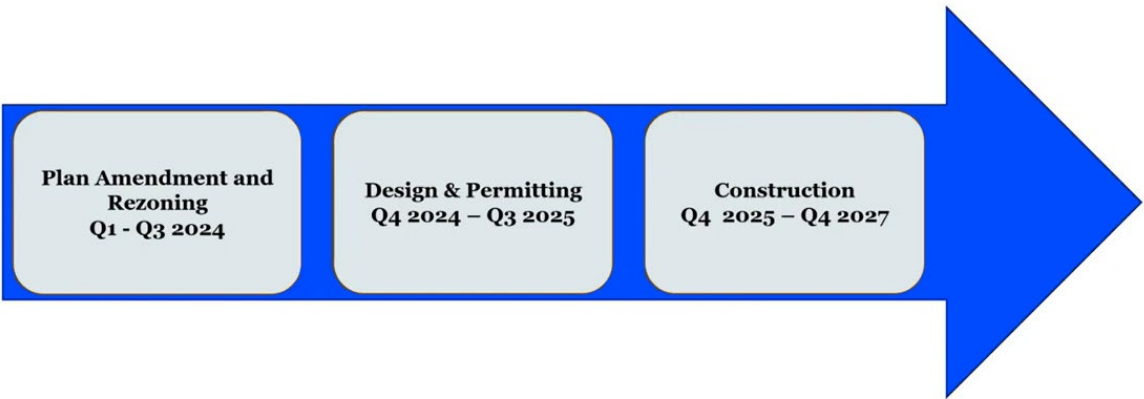 Plan Amendment and
Rezoning
Q1 - Q3 2024
Design & Permitting
Q4 2024 – Q3 2025
Construction
Q4  2025 – Q4 2027